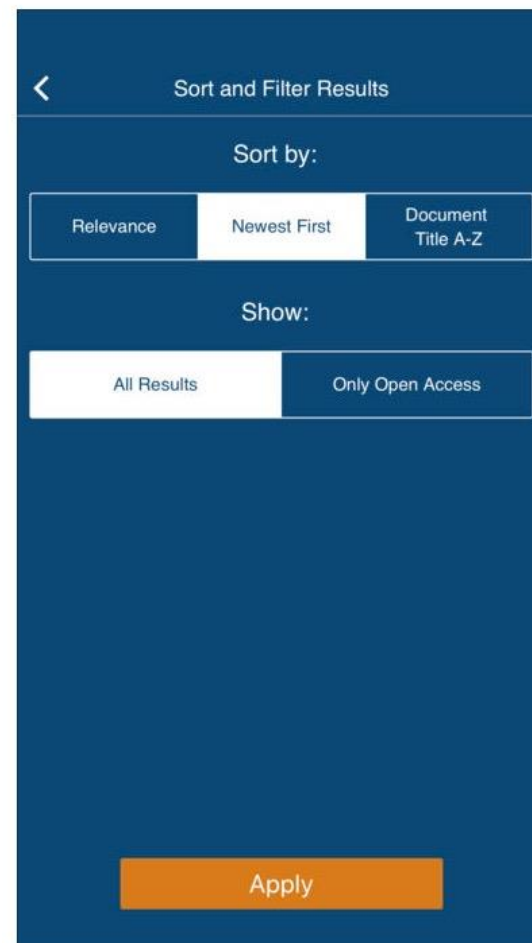 Sort and Filter Results
Sort by:
Relevance
Newest First
Document
Title A-Z
Show:
All Results
Only Open Access
Apply